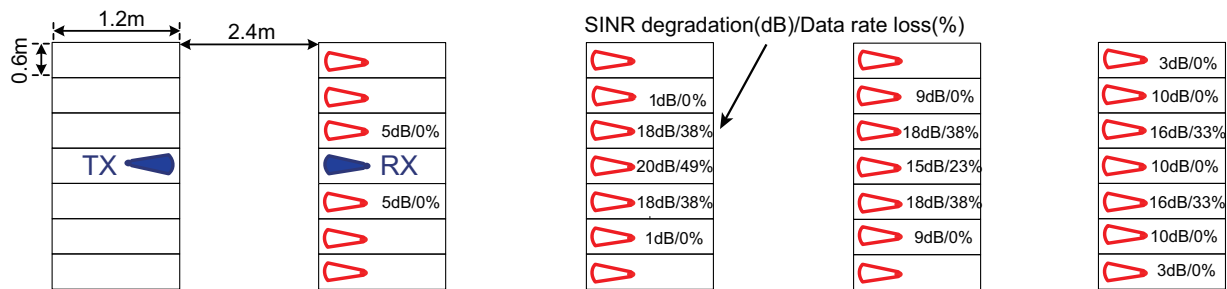 1.2m
2.4m
0.6m
SINR degradation(dB)/Data rate loss(%)
TX
RX
5dB/0%
5dB/0%
1dB/0%
18dB/38%
20dB/49%
18dB/38%
1dB/0%
9dB/0%
18dB/38%
15dB/23%
18dB/38%
9dB/0%
3dB/0%
10dB/0%
16dB/33%
10dB/0%
16dB/33%
10dB/0%
3dB/0%